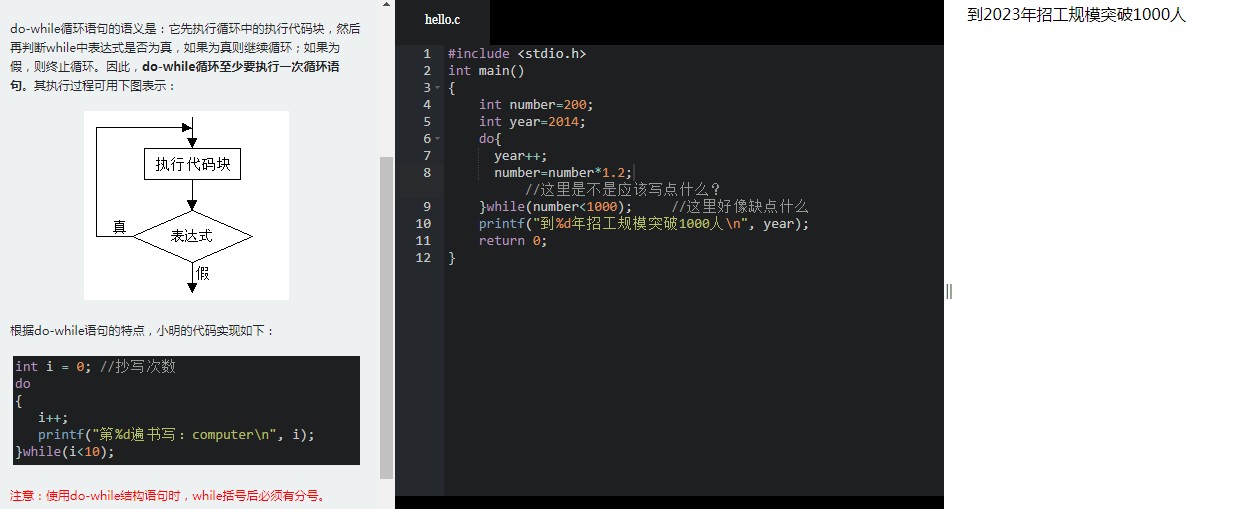 do-while循环语句的语义是：它先执行循环中的执行代码块，然后
再判断while中表达式是否为真，如果为真则继续循环；如果为
假，则终止循环。因此，do-while循环至少要执行一次循环语
句。其执行过程可用下图表示：
执行代码块
真
表达式
假
根据do-while语句的特点，小明的代码实现如下：
int i = 0; //抄写次数
do
{
i++;
printf("第%d遍书写：computer\n", i);
}while(i<10);
注意：使用do-while结构语句时，while括号后必须有分号。
hello.c
1 #include <stdio.h>
2 int main()
3 {
4 int number=200;
5 int year=2014;
6 do{
7 year++;
8 number=number*1.2;
//这里是不是应该写点什么?
9 }while(number<1000); //这里好像缺点什么
10 printf("到%d年招工规模突破1000人\n", year);
11 return 0;
12 }
到2023年招工规模突破1000人